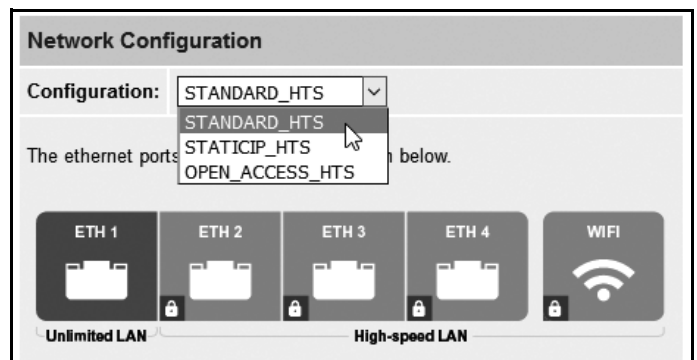 Network Configuration
Configuration: STANDARD_HTS
STANDARD_HTS
STATICIP_HTS
OPEN_ACCESS_HTS
The ethernet ports below.
ETH 1 ETH 2 ETH 3 ETH 4 WIFI
Unlimited LAN High-speed LAN